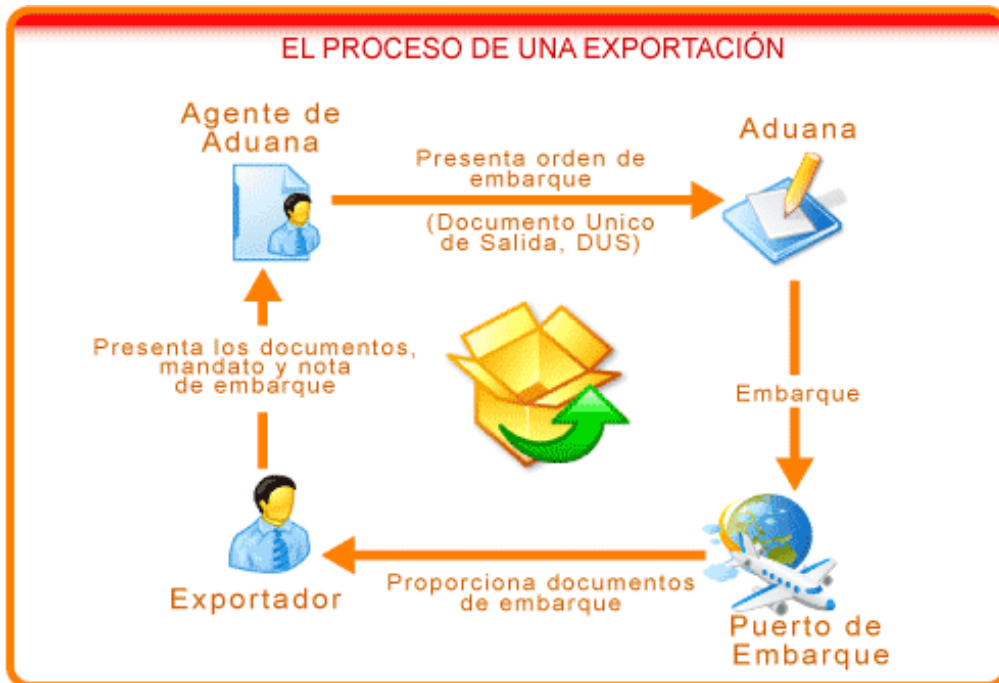 EL PROCESO DE UNA EXPORTACIÓN
Agente de
Aduana
Presenta orden de
embarque
(Documento Unico
de Salida, DUS)
Aduana
Presenta los documentos,
mandato y nota
de embarque
Embarque
Exportador
Proporciona documentos
de embarque
Puerto de
Embarque